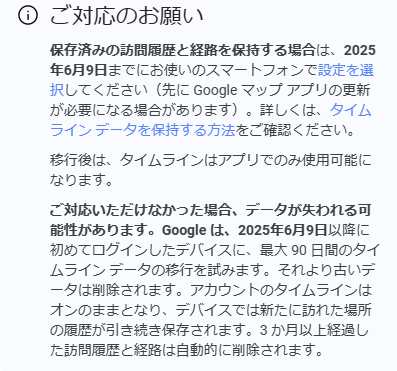 ご対応のお願い
保存済みの訪問履歴と経路を保持する場合は、2025
年6月9日までにお使いのスマートフォンで設定を選
択してください（先に Google マップ アプリの更新
が必要になる場合があります）。詳しくは、タイム
ライン データを保持する方法をご確認ください。
移行後は、タイムラインはアプリでのみ使用可能に
なります。
ご対応いただけなかった場合、データが失われる可
能性があります。Google は、2025年6月9日以降に
初めてログインしたデバイスに、最大 90 日間のタイ
ムライン データの移行を試みます。それより古いデ
ータは削除されます。アカウントのタイムラインは
オンのままとなり、デバイスでは新たに訪れた場所
の履歴が引き続き保存されます。3 か月以上経過し
た訪問履歴と経路は自動的に削除されます。